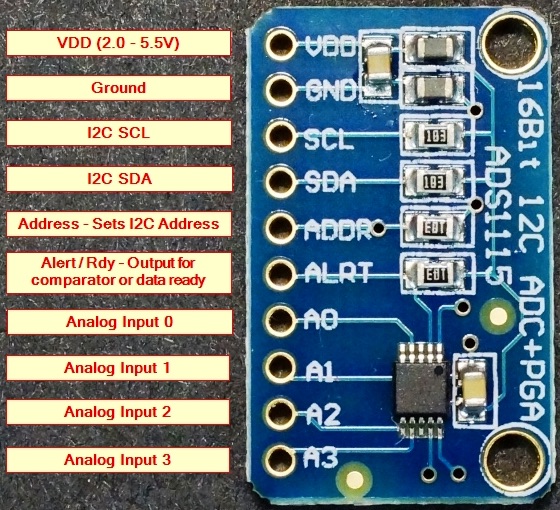 VDD (2.0 - 5.5V)
Ground
I2C SCL
I2C SDA
Address - Sets I2C Address
Alert / Rdy - Output for
comparator or data ready
Analog Input 0
Analog Input 1
Analog Input 2
Analog Input 3
VDD
GND
SCL
103
SDA
103
ADDR
ALRT
A0
A1
A2
A3
16Bit I2C ADC+PGA
ADS1115